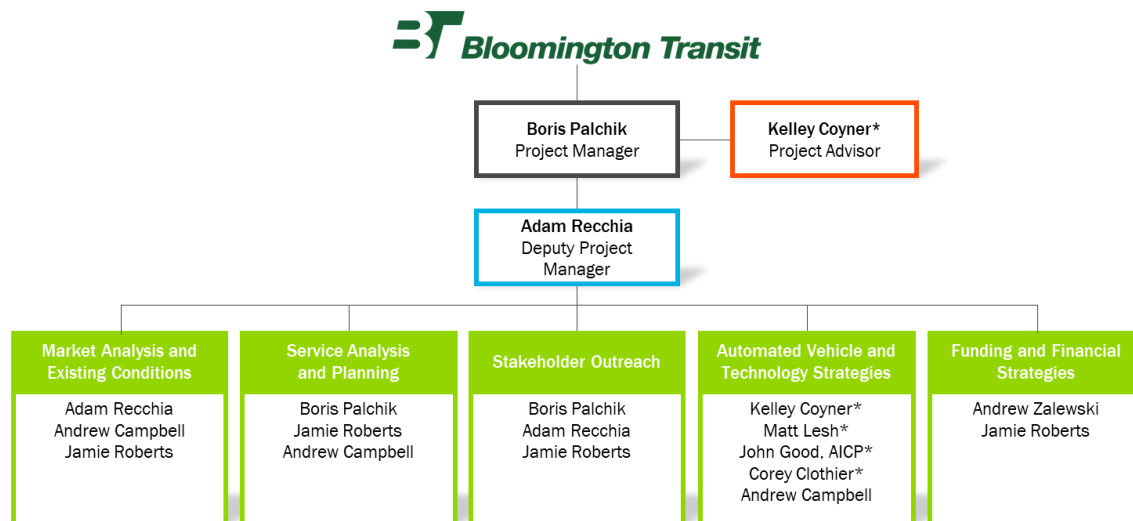 BT Bloomington Transit
Boris Palchik
Project Manager
Kelley Coyner*
Project Advisor
Adam Recchia
Deputy Project
Manager
Market Analysis and
Existing Conditions
Adam Recchia
Andrew Campbell
Jamie Roberts
Service Analysis
and Planning
Boris Palchik
Jamie Roberts
Andrew Campbell
Stakeholder Outreach
Boris Palchik
Adam Recchia
Jamie Roberts
Automated Vehicle and
Technology Strategies
Kelley Coyner*
Matt Lesh*
John Good, AICP*
Corey Clothier*
Andrew Campbell
Funding and Financial
Strategies
Andrew Zalewski
Jamie Roberts